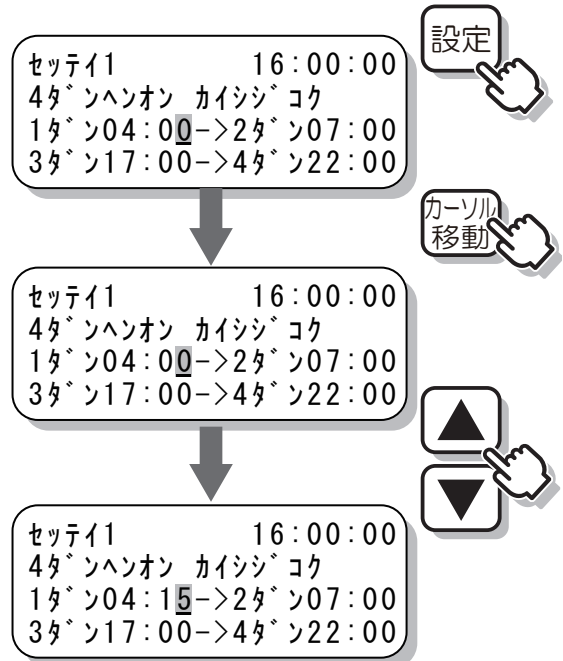 設定
ｾｯﾃｲ1 16:00:00
4ﾀﾞﾝﾍﾝｵﾝ ｶｲｼｼﾞｺｸ
1ﾀﾞﾝ04:00->2ﾀﾞﾝ07:00
3ﾀﾞﾝ17:00->4ﾀﾞﾝ22:00
カーソル
移動
ｾｯﾃｲ1 16:00:00
4ﾀﾞﾝﾍﾝｵﾝ ｶｲｼｼﾞｺｸ
1ﾀﾞﾝ04:00->2ﾀﾞﾝ07:00
3ﾀﾞﾝ17:00->4ﾀﾞﾝ22:00
ｾｯﾃｲ1 16:00:00
4ﾀﾞﾝﾍﾝｵﾝ ｶｲｼｼﾞｺｸ
1ﾀﾞﾝ04:15->2ﾀﾞﾝ07:00
3ﾀﾞﾝ17:00->4ﾀﾞﾝ22:00